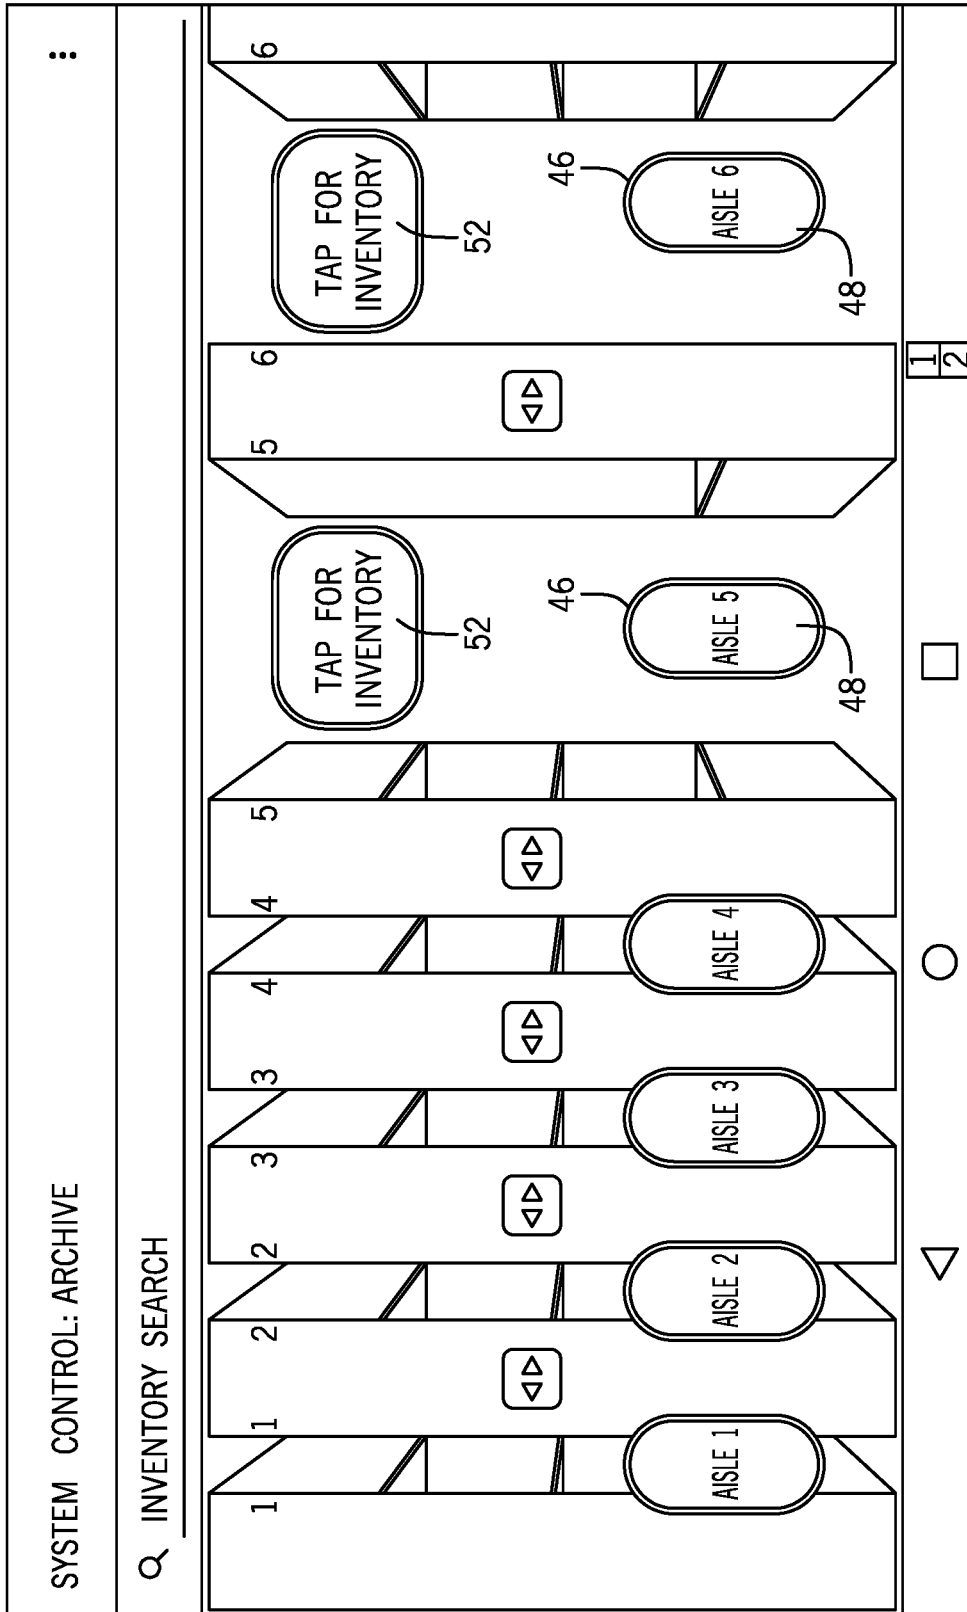 SYSTEM CONTROL: ARCHIVE
INVENTORY SEARCH
1
1 2
2 3
3 4
4 5
5 6
6
TAP FOR
INVENTORY
52
TAP FOR
INVENTORY
52
46
46
AISLE 1
AISLE 2
AISLE 3
AISLE 4
AISLE 5
AISLE 6
48
48
1
2